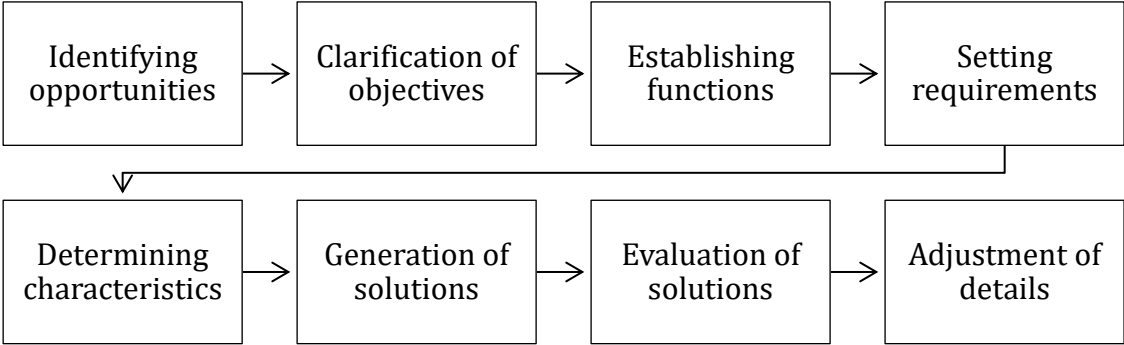 Identifying
opportunities
Clarification of
objectives
Establishing
functions
Setting
requirements
Determining
characteristics
Generation of
solutions
Evaluation of
solutions
Adjustment of
details